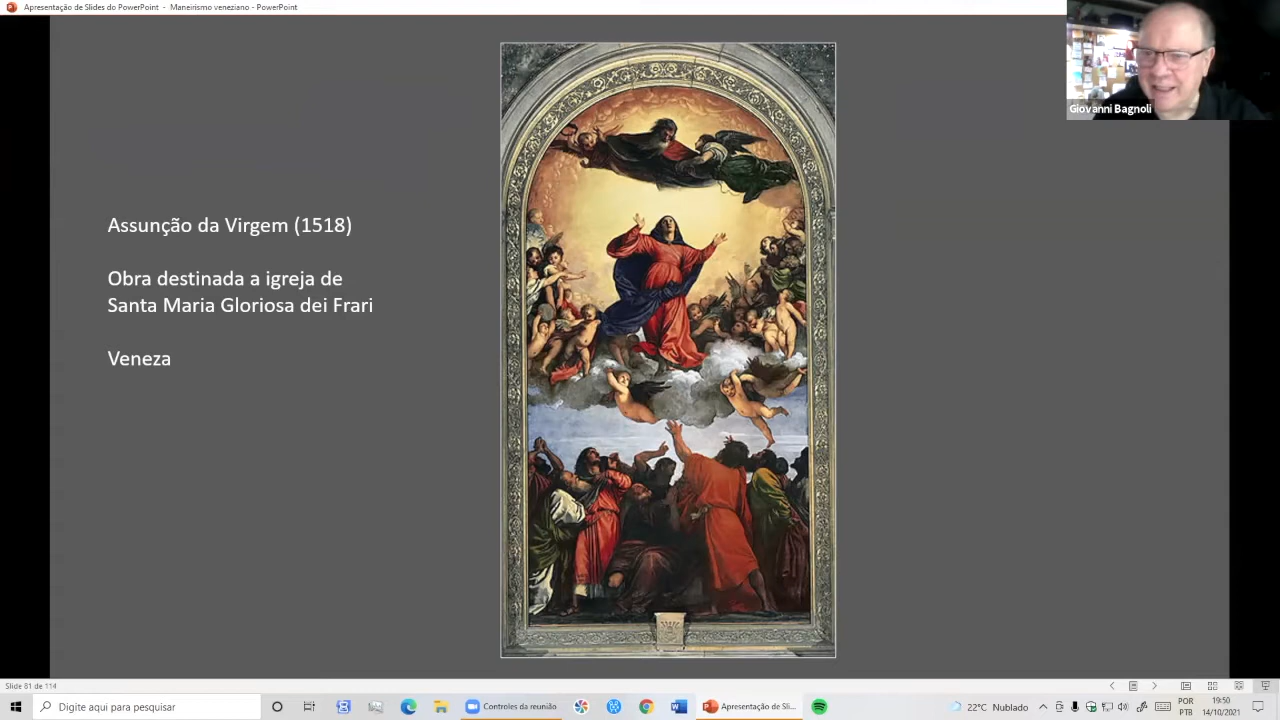 Apresentação de Slides do PowerPoint - Maneirismo veneziano - PowerPoint
Giovanni Bagnoli
Assunção da Virgem (1518)
Obra destinada a igreja de
Santa Maria Gloriosa dei Frari
Veneza
Slide 81 de 114
Digite aqui para pesquisar
Controles da reunião
Apresentação de Sli...
22°C Nublado
POR
PTB
19:50
14/10/2021